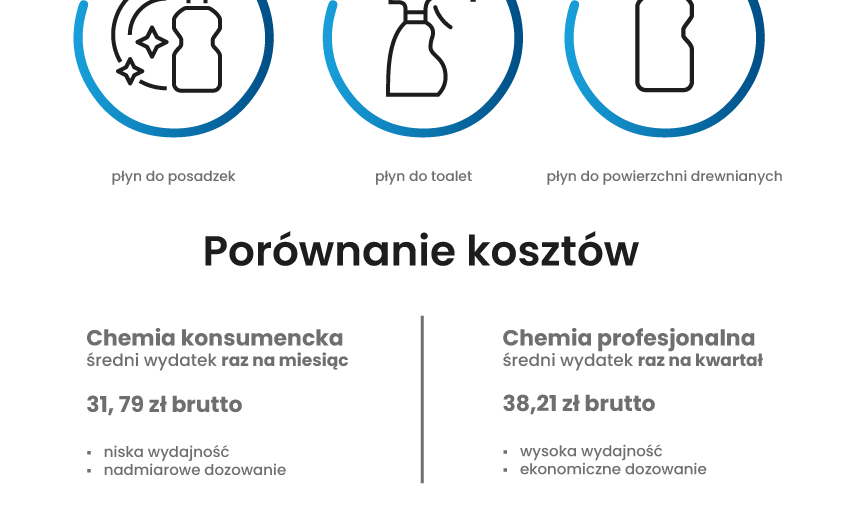 płyn do posadzek
płyn do toalet
płyn do powierzchni drewnianych
Porównanie kosztów
Chemia konsumencka
średni wydatek raz na miesiąc
31, 79 zł brutto
▪ niska wydajność
▪ nadmiarowe dozowanie
Chemia profesjonalna
średni wydatek raz na kwartał
38,21 zł brutto
▪ wysoka wydajność
▪ ekonomiczne dozowanie